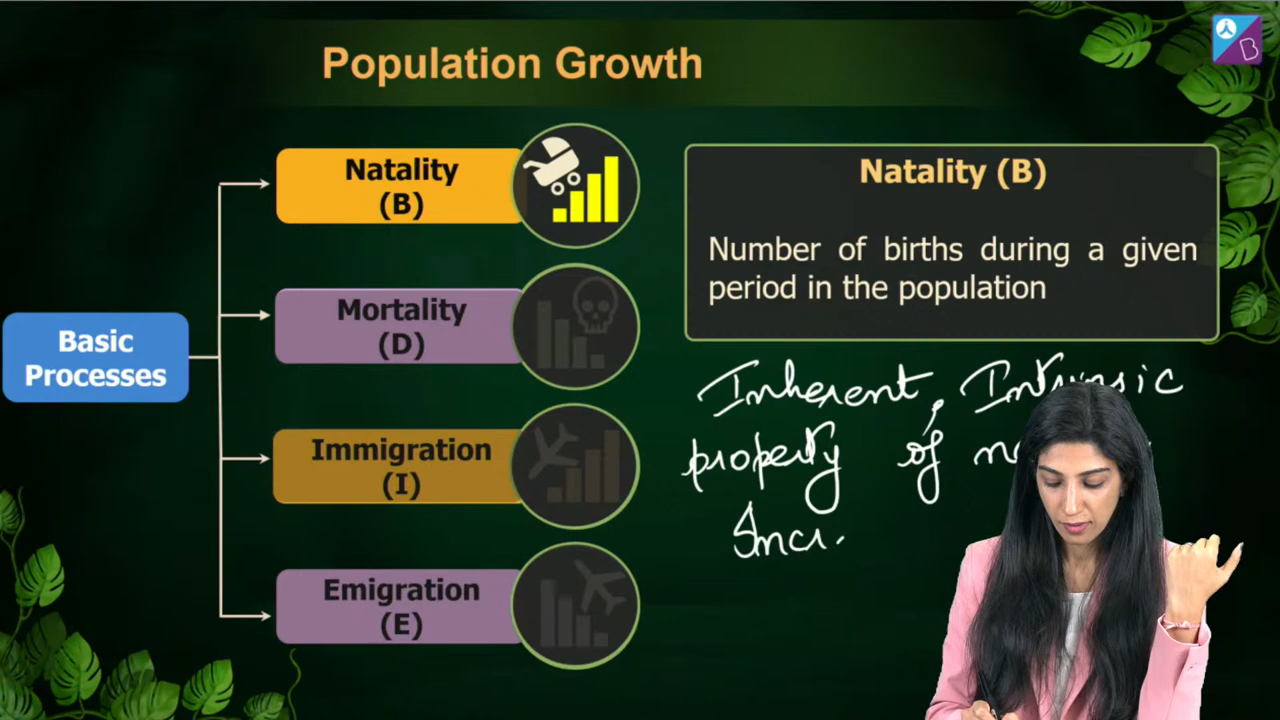 Population Growth
Natality
(B)
Mortality
(D)
Immigration
(I)
Emigration
(E)
Basic
Processes
Natality (B)
Number of births during a given
period in the population
Inherent, Intrinsic
property of
Incr.
B